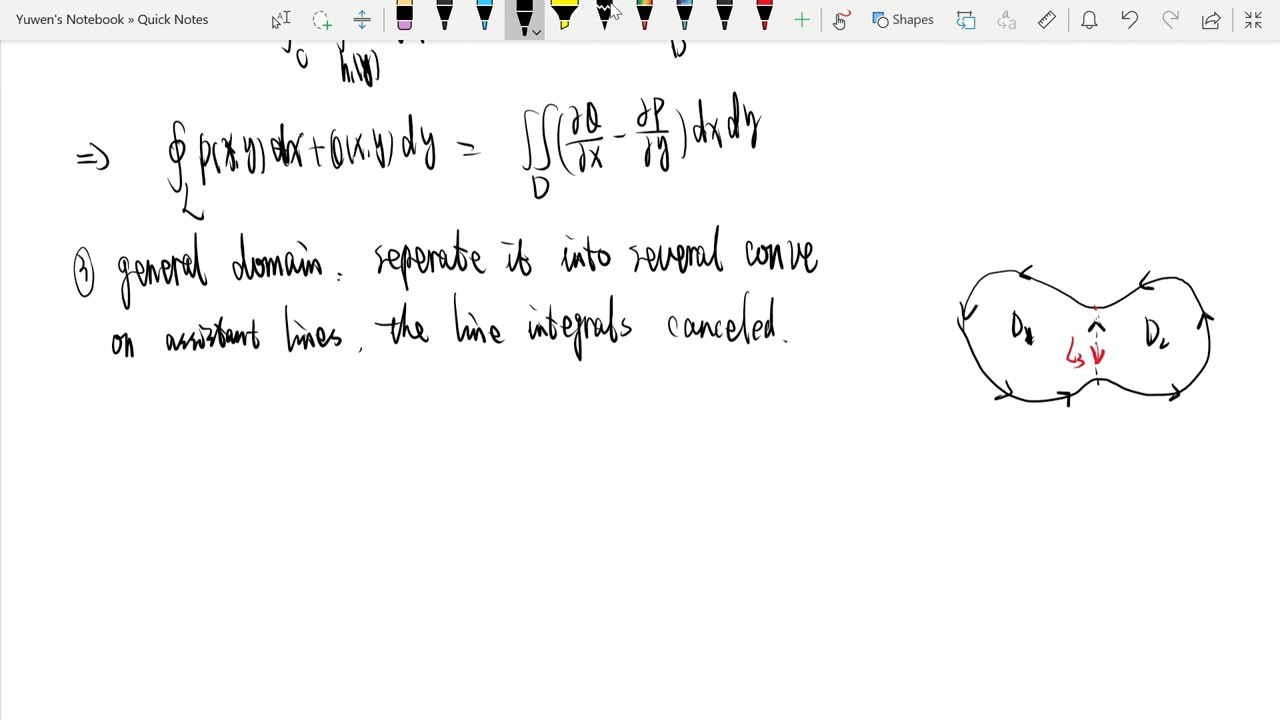 Yuwen's Notebook » Quick Notes
Shapes
h₁(y)
D
⇒ ∮_L P(x,y)dx + Q(x,y)dy = ∬_D (∂Q/∂x - ∂P/∂y) dxdy
③ general domain. seperate it into several conve
on assistant lines, the line integrals canceled.
D₁
L₃
D₂